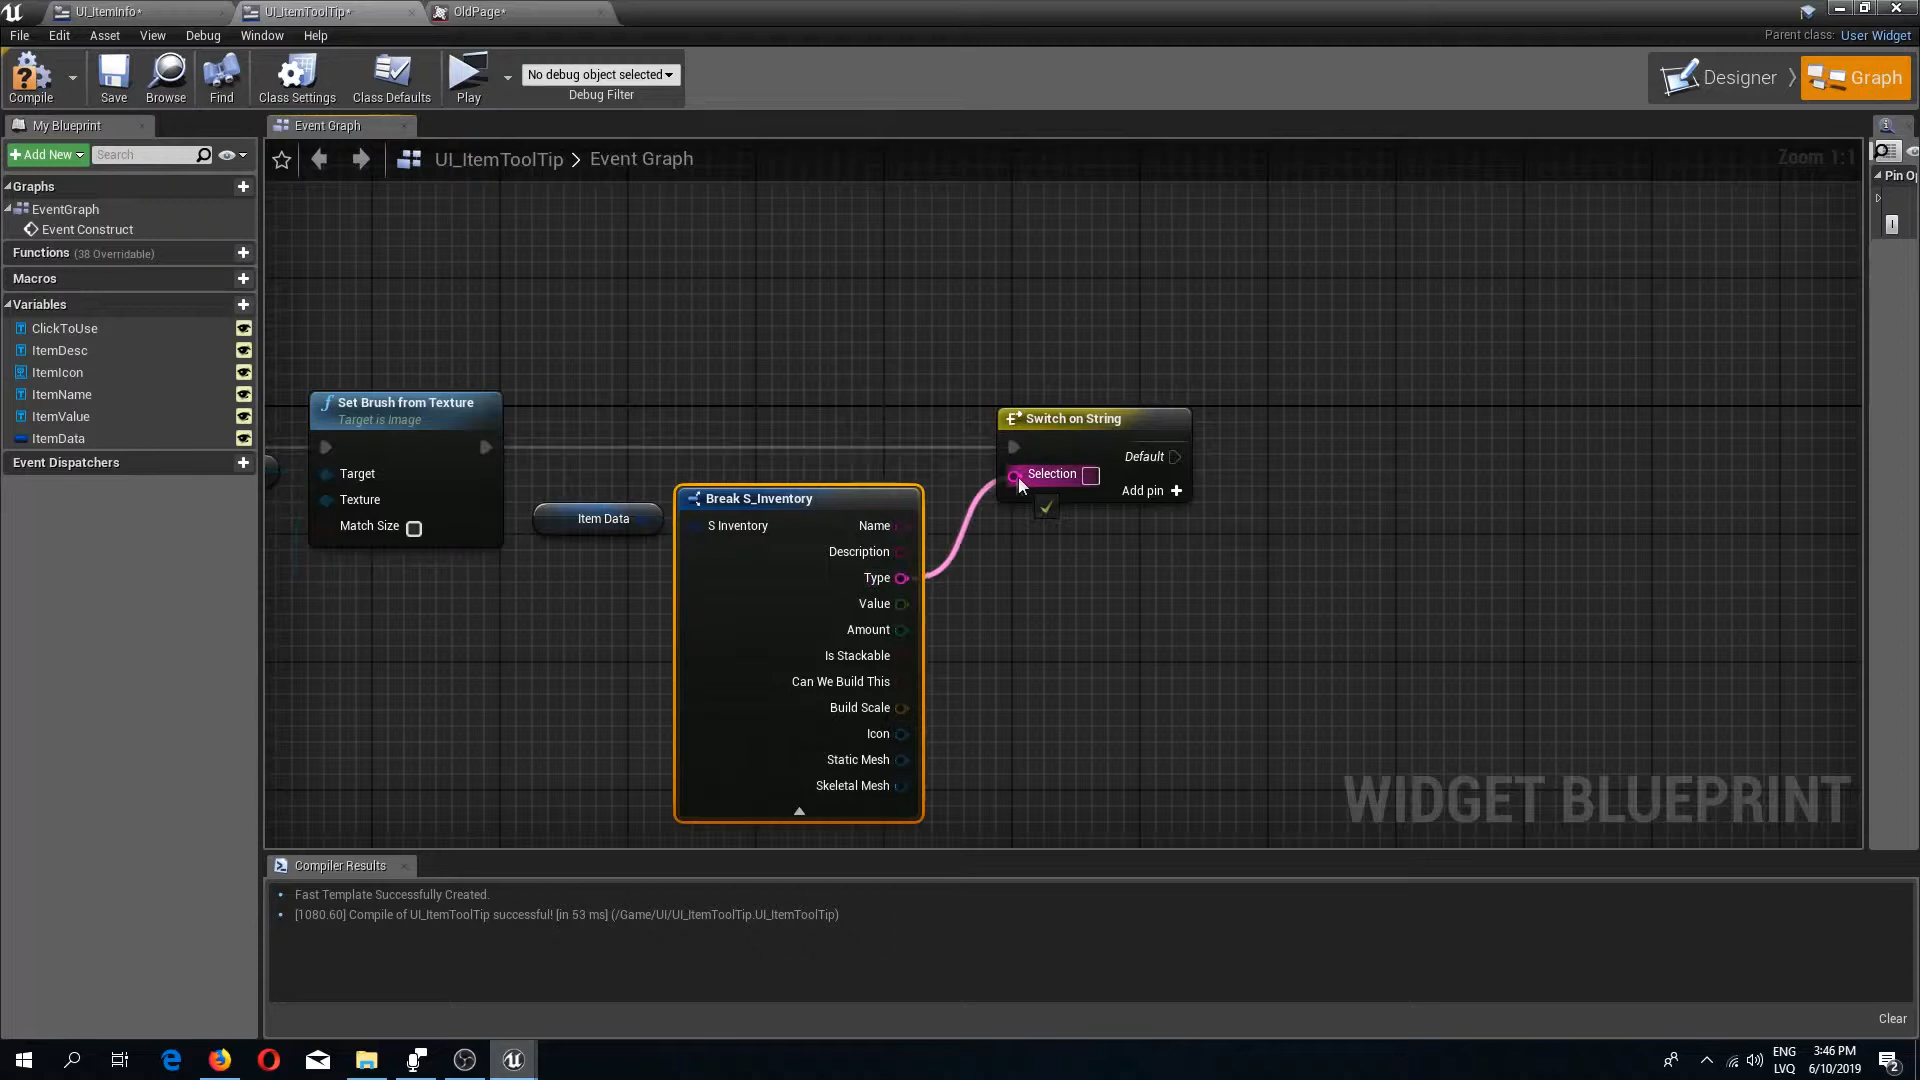 UI_ItemInfo*
UI_ItemToolTip*
OldPage*
File Edit Asset View Debug Window Help
Parent class: User Widget
Compile
Save
Browse
Find
Class Settings
Class Defaults
Play
No debug object selected
Debug Filter
Designer
Graph
My Blueprint
Event Graph
Add New
Search
UI_ItemToolTip > Event Graph
Zoom 1:1
Pin Op
Graphs
EventGraph
Event Construct
Functions (38 Overridable)
Macros
Variables
ClickToUse
ItemDesc
ItemIcon
ItemName
ItemValue
ItemData
Event Dispatchers
Set Brush from Texture
Target is Image
Target
Texture
Match Size
Item Data
Break S_Inventory
S Inventory
Name
Description
Type
Value
Amount
Is Stackable
Can We Build This
Build Scale
Icon
Static Mesh
Skeletal Mesh
Switch on String
Default
Selection
Add pin
WIDGET BLUEPRINT
Compiler Results
Fast Template Successfully Created.
[1080.60] Compile of UI_ItemToolTip successful! [in 53 ms] (/Game/UI/UI_ItemToolTip.UI_ItemToolTip)
Clear
ENG
LVQ
3:46 PM
6/10/2019
2